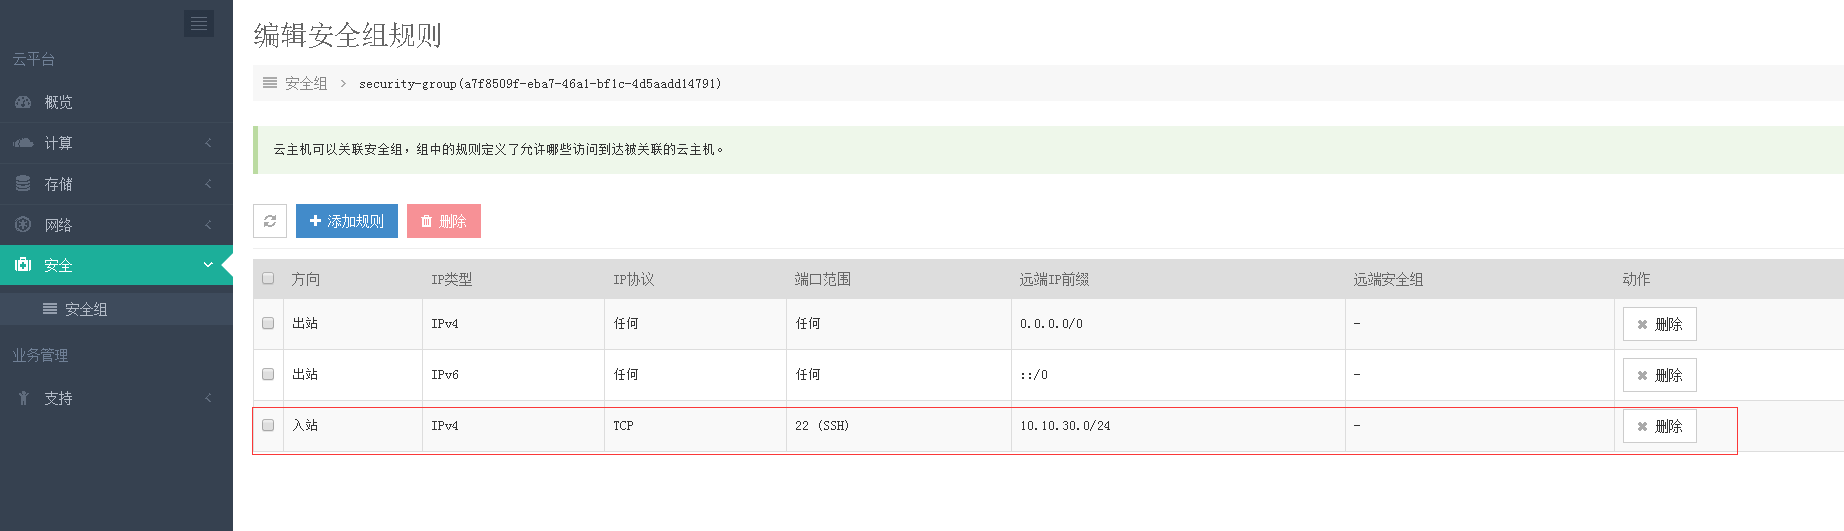 云平台
概览
计算
存储
网络
安全
安全组
业务管理
支持
编辑安全组规则
安全组 > security-group(a7f8509f-eba7-46a1-bf1c-4d5aadd14791)
云主机可以关联安全组，组中的规则定义了允许哪些访问到达被关联的云主机。
添加规则 删除
方向 IP类型 IP协议 端口范围 远端IP前缀 远端安全组 动作
出站 IPv4 任何 任何 0.0.0.0/0 - 删除
出站 IPv6 任何 任何 ::/0 - 删除
入站 IPv4 TCP 22 (SSH) 10.10.30.0/24 - 删除